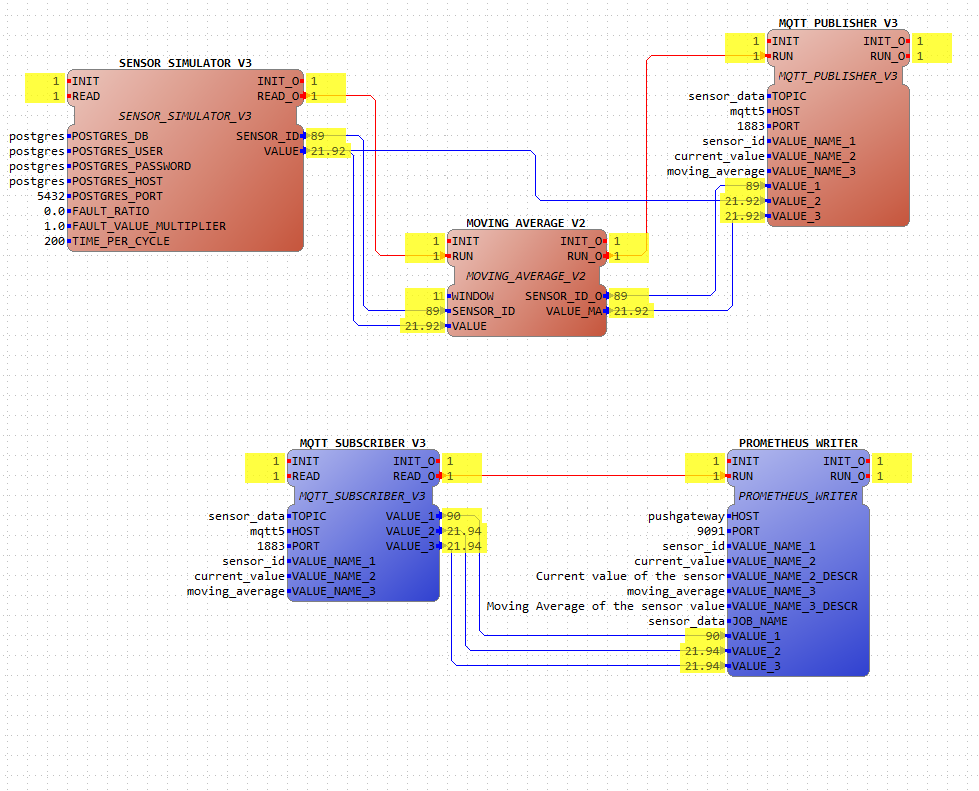 MQTT PUBLISHER V3
1 INIT INIT_O 1
1 RUN RUN_O 1
MQTT_PUBLISHER_V3
sensor_data TOPIC
mqtt5 HOST
1883 PORT
sensor_id VALUE_NAME_1
current_value VALUE_NAME_2
moving_average VALUE_NAME_3
89 VALUE_1
21.92 VALUE_2
21.92 VALUE_3
SENSOR SIMULATOR V3
1 INIT INIT_O 1
1 READ READ_O 1
SENSOR_SIMULATOR_V3
postgres POSTGRES_DB SENSOR_ID 89
postgres POSTGRES_USER VALUE 21.92
postgres POSTGRES_PASSWORD
postgres POSTGRES_HOST
5432 POSTGRES_PORT
0.0 FAULT_RATIO
1.0 FAULT_VALUE_MULTIPLIER
200 TIME_PER_CYCLE
MOVING AVERAGE V2
1 INIT INIT_O 1
1 RUN RUN_O 1
MOVING_AVERAGE_V2
1 WINDOW SENSOR_ID_O 89
89 SENSOR_ID VALUE_MA 21.92
21.92 VALUE
MQTT SUBSCRIBER V3
1 INIT INIT_O 1
1 READ READ_O 1
MQTT_SUBSCRIBER_V3
sensor_data TOPIC VALUE_1 90
mqtt5 HOST VALUE_2 21.94
1883 PORT VALUE_3 21.94
sensor_id VALUE_NAME_1
current_value VALUE_NAME_2
moving_average VALUE_NAME_3
PROMETHEUS WRITER
1 INIT INIT_O 1
1 RUN RUN_O 1
PROMETHEUS_WRITER
pushgateway HOST
9091 PORT
sensor_id VALUE_NAME_1
current_value VALUE_NAME_2
Current value of the sensor VALUE_NAME_2_DESCR
moving_average VALUE_NAME_3
Moving Average of the sensor value VALUE_NAME_3_DESCR
sensor_data JOB_NAME
90 VALUE_1
21.94 VALUE_2
21.94 VALUE_3